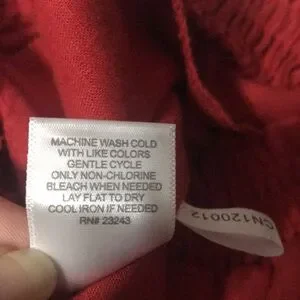 MACHINE WASH COLD
WITH LIKE COLORS
GENTLE CYCLE
ONLY NON-CHLORINE
BLEACH WHEN NEEDED
LAY FLAT TO DRY
COOL IRON IF NEEDED
RN# 23243
CN120012